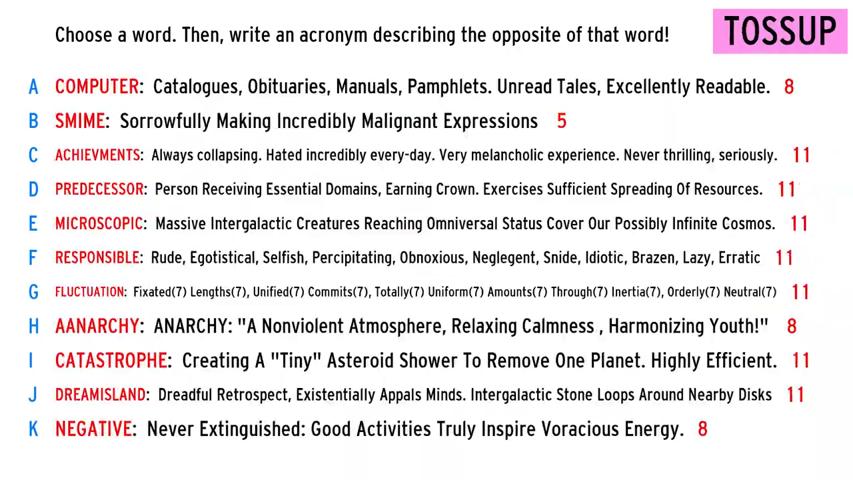 Choose a word. Then, write an acronym describing the opposite of that word!
TOSSUP
A COMPUTER: Catalogues, Obituaries, Manuals, Pamphlets. Unread Tales, Excellently Readable. 8
B SMIME: Sorrowfully Making Incredibly Malignant Expressions 5
C ACHIEVMENTS: Always collapsing. Hated incredibly every-day. Very melancholic experience. Never thrilling, seriously. 11
D PREDECESSOR: Person Receiving Essential Domains, Earning Crown. Exercises Sufficient Spreading Of Resources. 11
E MICROSCOPIC: Massive Intergalactic Creatures Reaching Omniversal Status Cover Our Possibly Infinite Cosmos. 11
F RESPONSIBLE: Rude, Egotistical, Selfish, Percipitating, Obnoxious, Neglegent, Snide, Idiotic, Brazen, Lazy, Erratic 11
G FLUCTUATION: Fixated(7) Lengths(7), Unified(7) Commits(7), Totally(7) Uniform(7) Amounts(7) Through(7) Inertia(7), Orderly(7) Neutral(7) 11
H AANARCHY: ANARCHY: "A Nonviolent Atmosphere, Relaxing Calmness , Harmonizing Youth!" 8
I CATASTROPHE: Creating A "Tiny" Asteroid Shower To Remove One Planet. Highly Efficient. 11
J DREAMISLAND: Dreadful Retrospect, Existentially Appals Minds. Intergalactic Stone Loops Around Nearby Disks 11
K NEGATIVE: Never Extinguished: Good Activities Truly Inspire Voracious Energy. 8